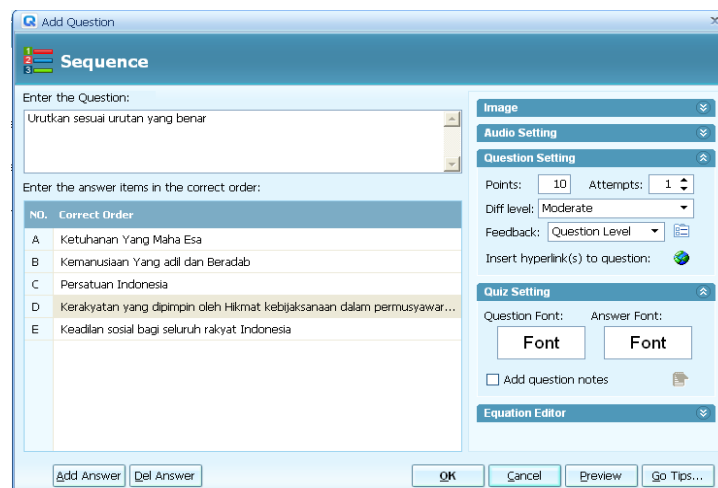 Add Question
1
2
3
Sequence
Enter the Question:
Urutkan sesuai urutan yang benar
Enter the answer items in the correct order:
NO. Correct Order
A Ketuhanan Yang Maha Esa
B Kemanusiaan Yang adil dan Beradab
C Persatuan Indonesia
D Kerakyatan yang dipimpin oleh Hikmat kebijaksanaan dalam permusyawar...
E Keadilan sosial bagi seluruh rakyat Indonesia
Add Answer Del Answer
Image
Audio Setting
Question Setting
Points: 10 Attempts: 1
Diff level: Moderate
Feedback: Question Level
Insert hyperlink(s) to question:
Quiz Setting
Question Font: Answer Font:
Font Font
Add question notes
Equation Editor
OK Cancel Preview Go Tips...